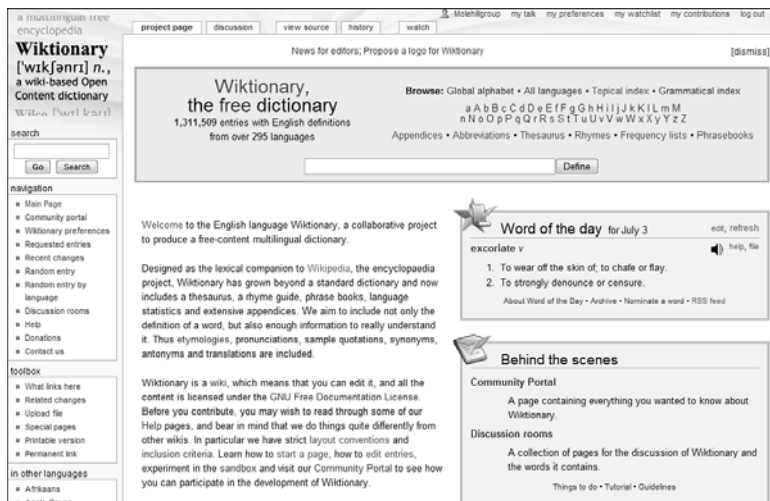 a multilingual free
encyclopedia
Wiktionary
['wɪkʃənrɪ] n.,
a wiki-based Open
Content dictionary
Wilco [ˈwɪl kəʊ]
project page
discussion
view source
history
watch
Molehillgroup my talk my preferences my watchlist my contributions log out
News for editors; Propose a logo for Wiktionary
[dismiss]
Wiktionary,
the free dictionary
1,311,509 entries with English definitions
from over 295 languages
Browse: Global alphabet • All languages • Topical index • Grammatical index
a A b B c C d D e E f F g G h H i I j J k K l L m M
n N o O p P q Q r R s S t T u U v V w W x X y Y z Z
Appendices • Abbreviations • Thesaurus • Rhymes • Frequency lists • Phrasebooks
Define
search
Go Search
navigation
Main Page
Community portal
Wiktionary preferences
Requested entries
Recent changes
Random entry
Random entry by
language
Discussion rooms
Help
Donations
Contact us
toolbox
What links here
Related changes
Upload file
Special pages
Printable version
Permanent link
in other languages
Afrikaans
Welcome to the English language Wiktionary, a collaborative project
to produce a free-content multilingual dictionary.
Designed as the lexical companion to Wikipedia, the encyclopaedia
project, Wiktionary has grown beyond a standard dictionary and now
includes a thesaurus, a rhyme guide, phrase books, language
statistics and extensive appendices. We aim to include not only the
definition of a word, but also enough information to really understand
it. Thus etymologies, pronunciations, sample quotations, synonyms,
antonyms and translations are included.
Wiktionary is a wiki, which means that you can edit it, and all the
content is licensed under the GNU Free Documentation License.
Before you contribute, you may wish to read through some of our
Help pages, and bear in mind that we do things quite differently from
other wikis. In particular we have strict layout conventions and
inclusion criteria. Learn how to start a page, how to edit entries,
experiment in the sandbox and visit our Community Portal to see how
you can participate in the development of Wiktionary.
Word of the day for July 3
edit, refresh
excoriate v
help, file
1. To wear off the skin of; to chafe or flay.
2. To strongly denounce or censure.
About Word of the Day • Archive • Nominate a word • RSS feed
Behind the scenes
Community Portal
A page containing everything you wanted to know about
Wiktionary.
Discussion rooms
A collection of pages for the discussion of Wiktionary and
the words it contains.
Things to do • Tutorial • Guidelines